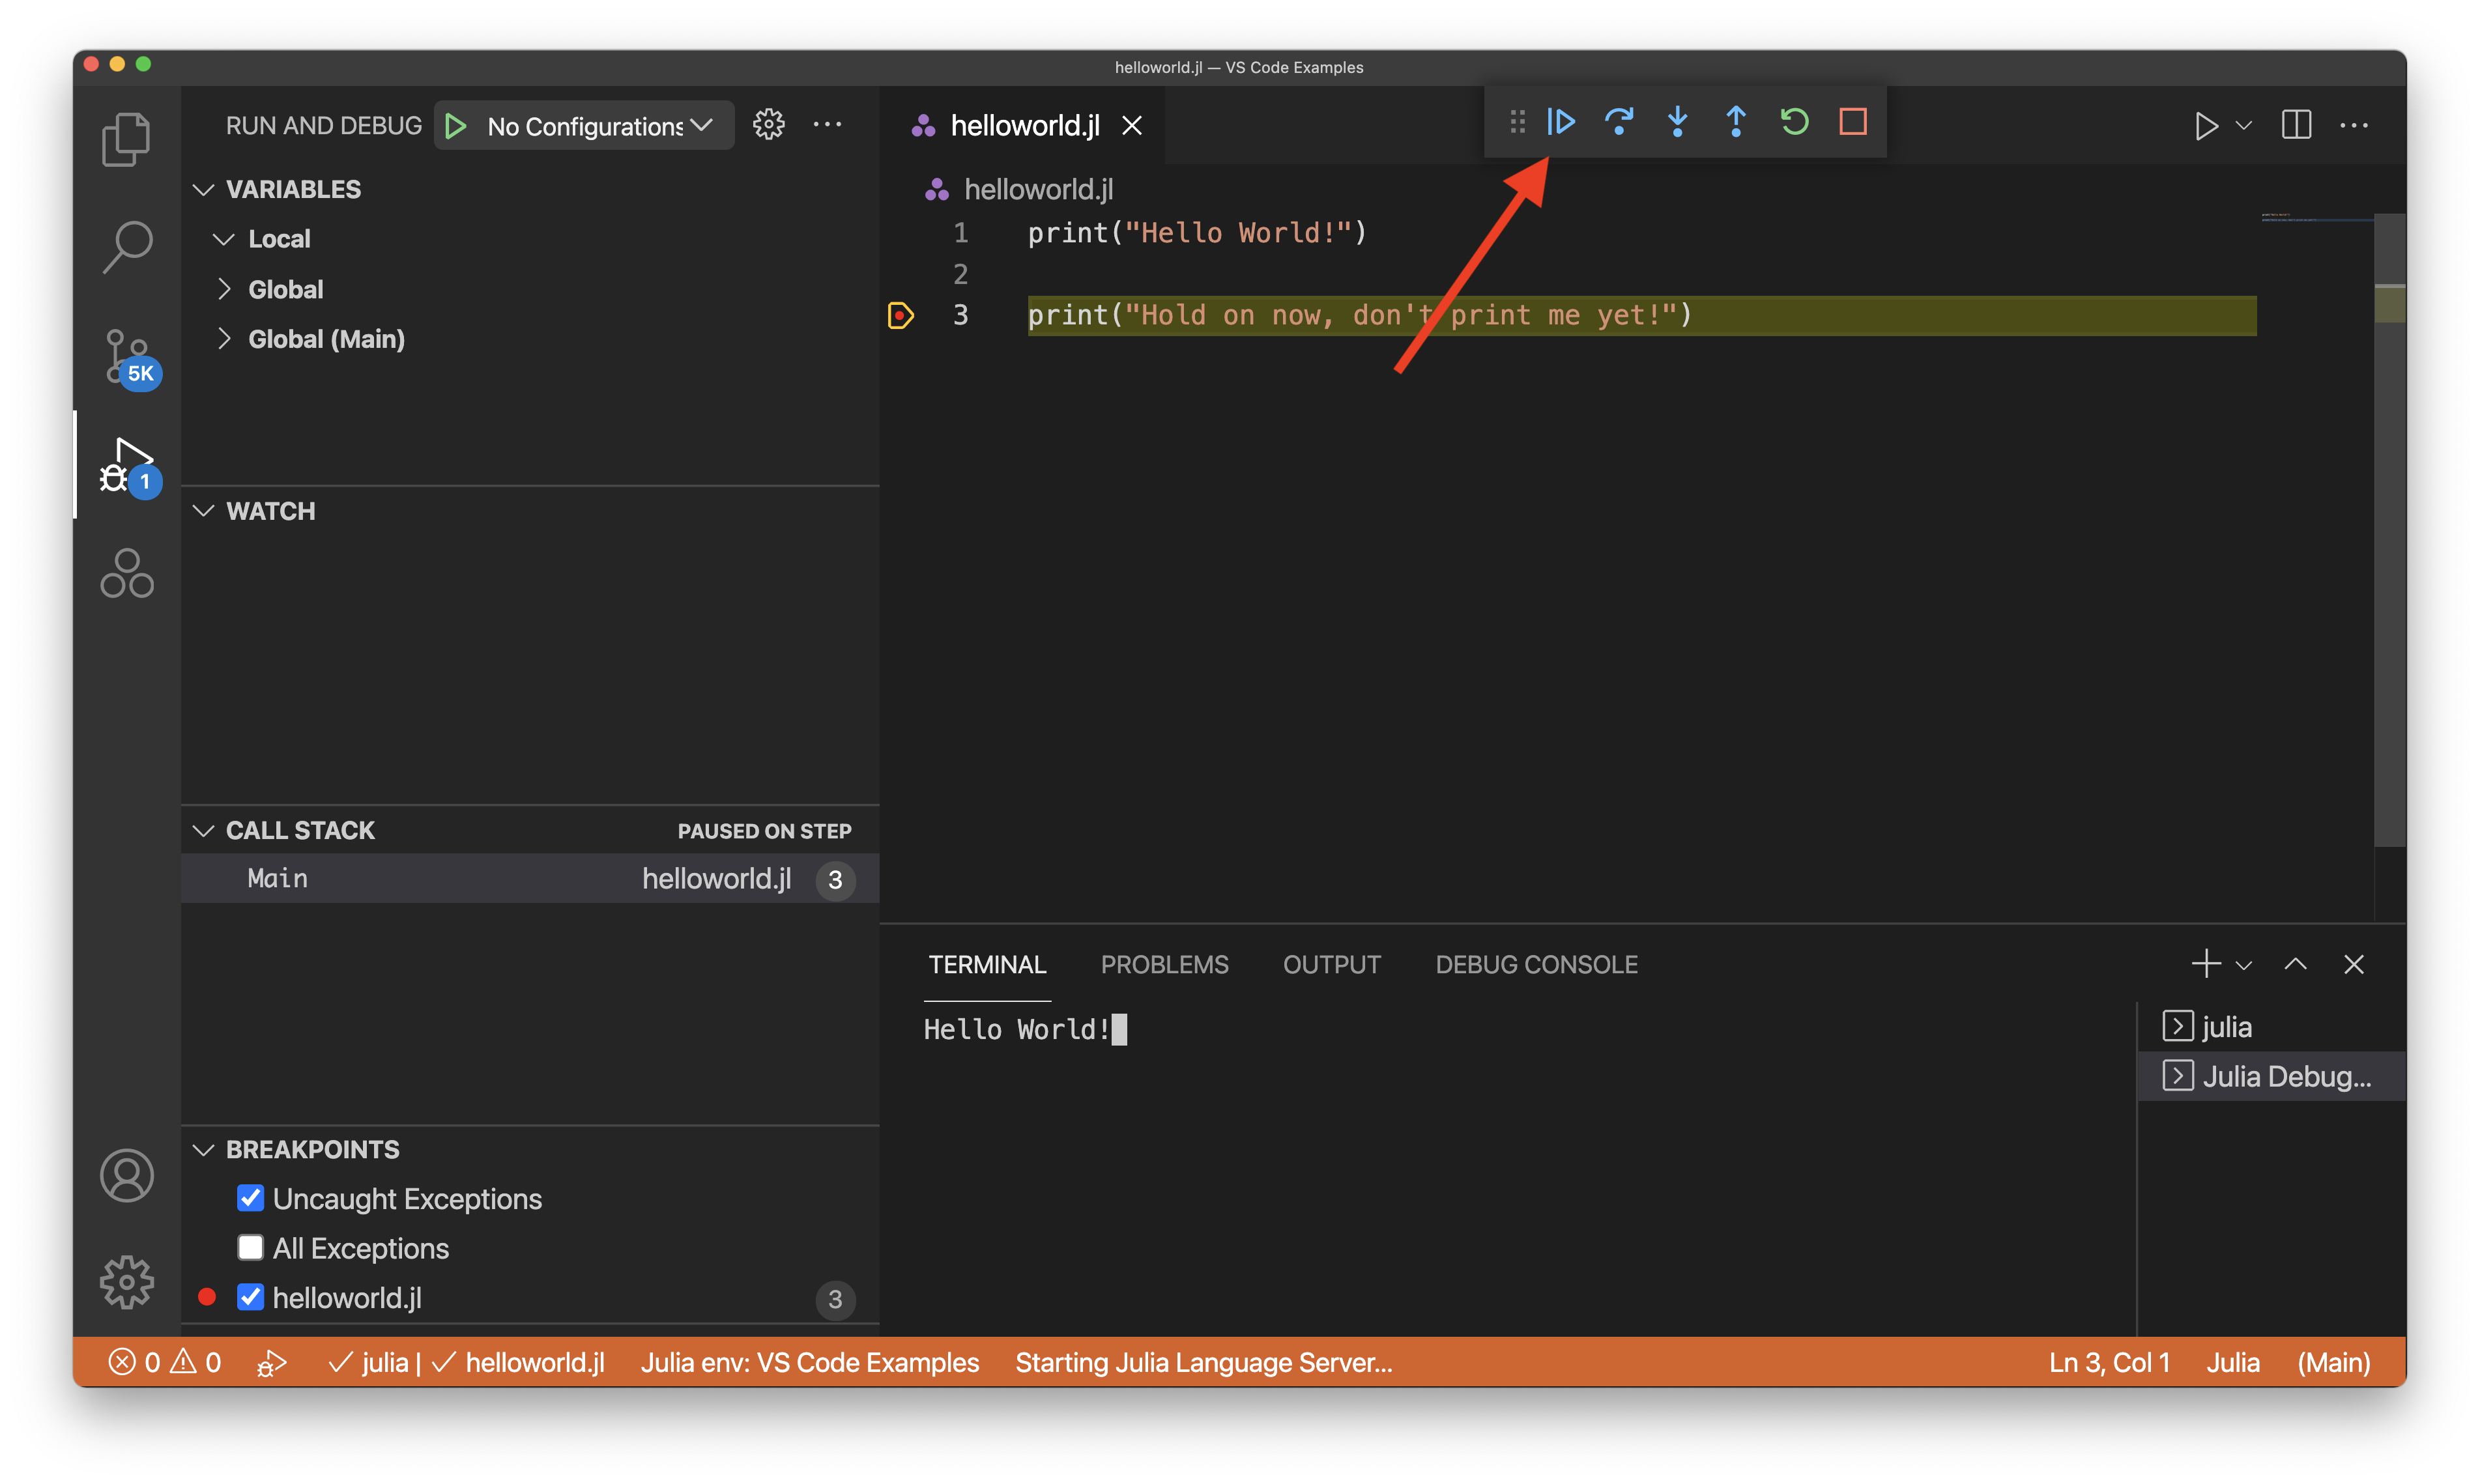 helloworld.jl — VS Code Examples
RUN AND DEBUG
No Configurations
VARIABLES
Local
Global
Global (Main)
5K
1
WATCH
CALL STACK PAUSED ON STEP
Main helloworld.jl 3
BREAKPOINTS
Uncaught Exceptions
All Exceptions
helloworld.jl 3
helloworld.jl
helloworld.jl
1 print("Hello World!")
2
3 print("Hold on now, don't print me yet!")
TERMINAL PROBLEMS OUTPUT DEBUG CONSOLE
Hello World!
julia
Julia Debug...
0 0 julia | helloworld.jl Julia env: VS Code Examples Starting Julia Language Server... Ln 3, Col 1 Julia (Main)